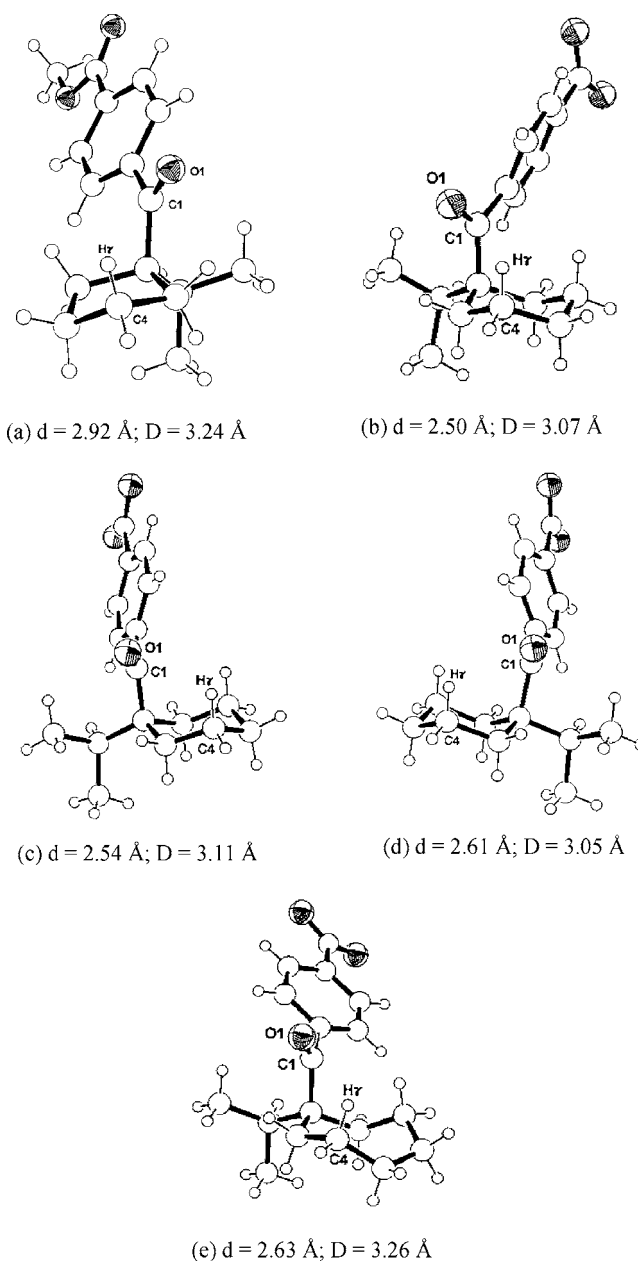 O1
C1
Hγ
C4
O1
C1
Hγ
C4
(a) d = 2.92 Å; D = 3.24 Å
(b) d = 2.50 Å; D = 3.07 Å
O1
C1
Hγ
C4
O1
C1
Hγ
C4
(c) d = 2.54 Å; D = 3.11 Å
(d) d = 2.61 Å; D = 3.05 Å
O1
C1
Hγ
C4
(e) d = 2.63 Å; D = 3.26 Å